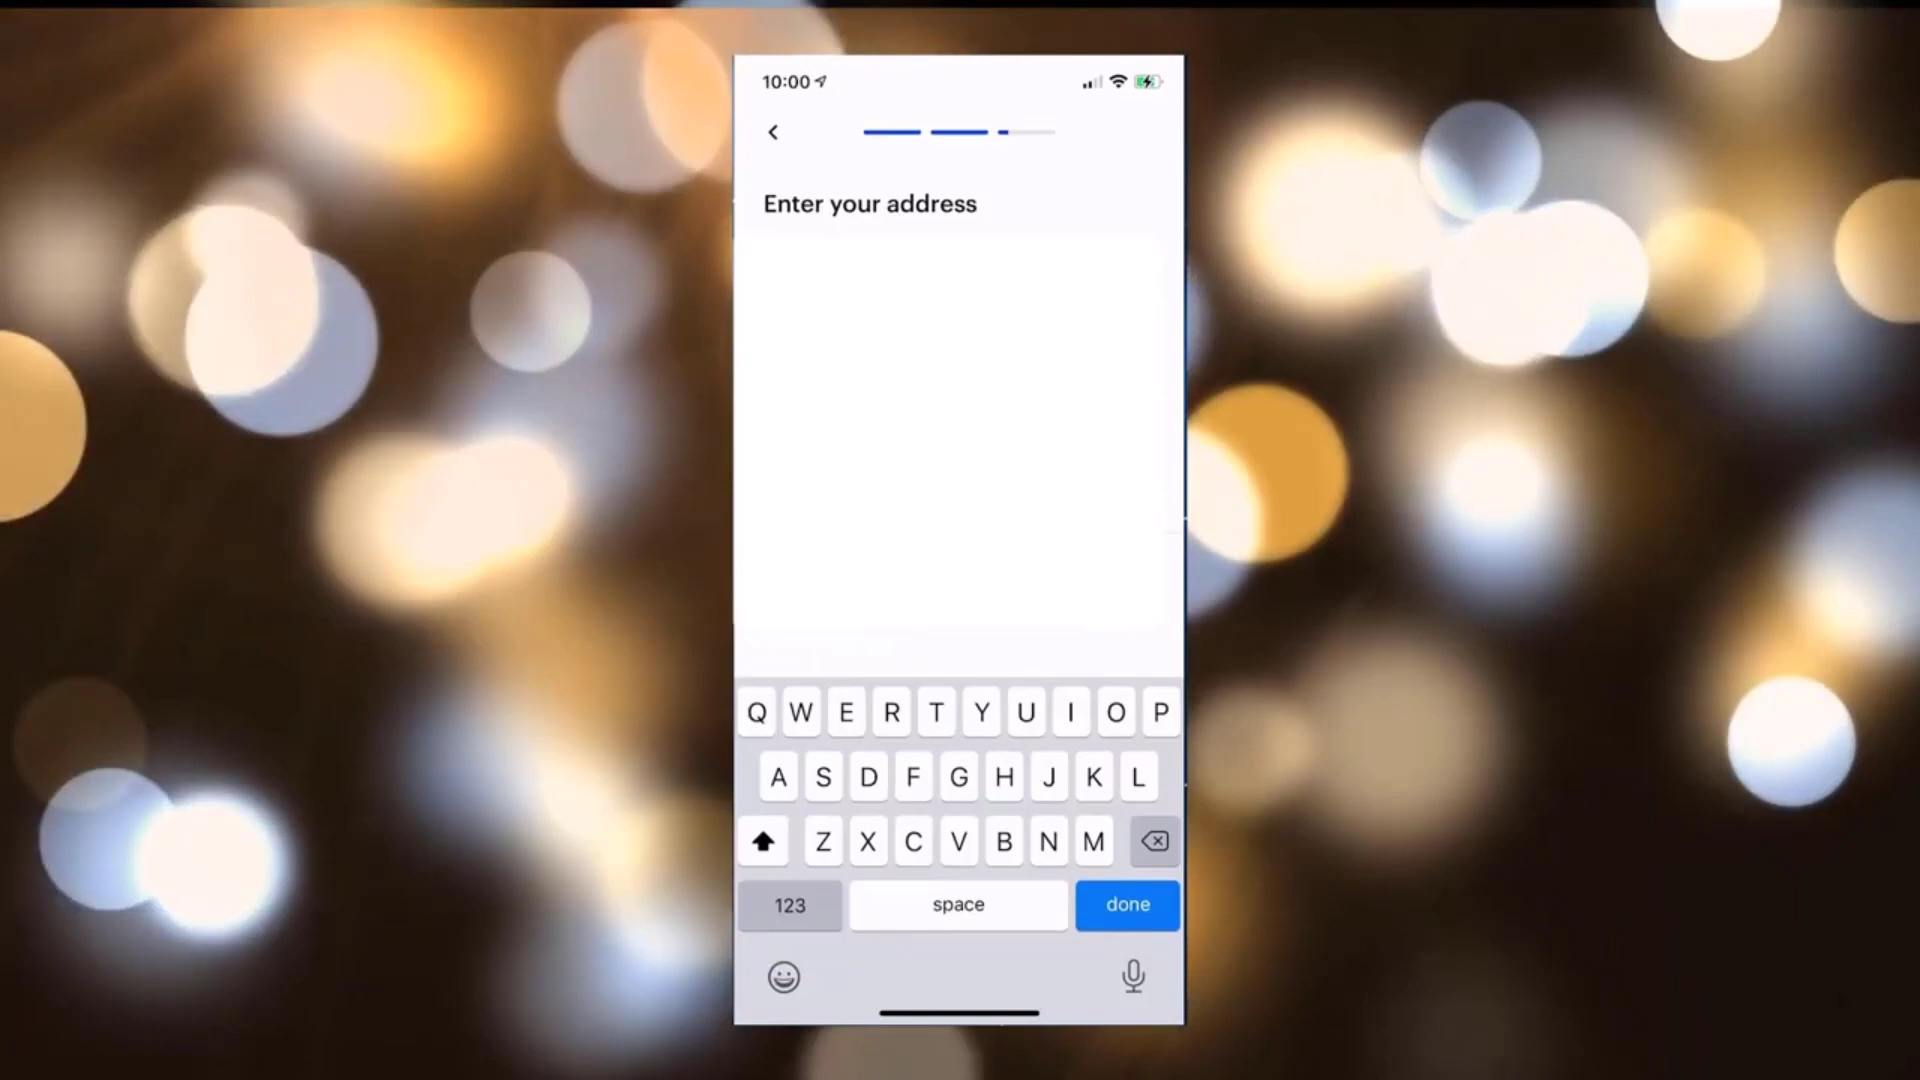 10:00
Enter your address
Q W E R T Y U I O P
A S D F G H J K L
Z X C V B N M
123 space done